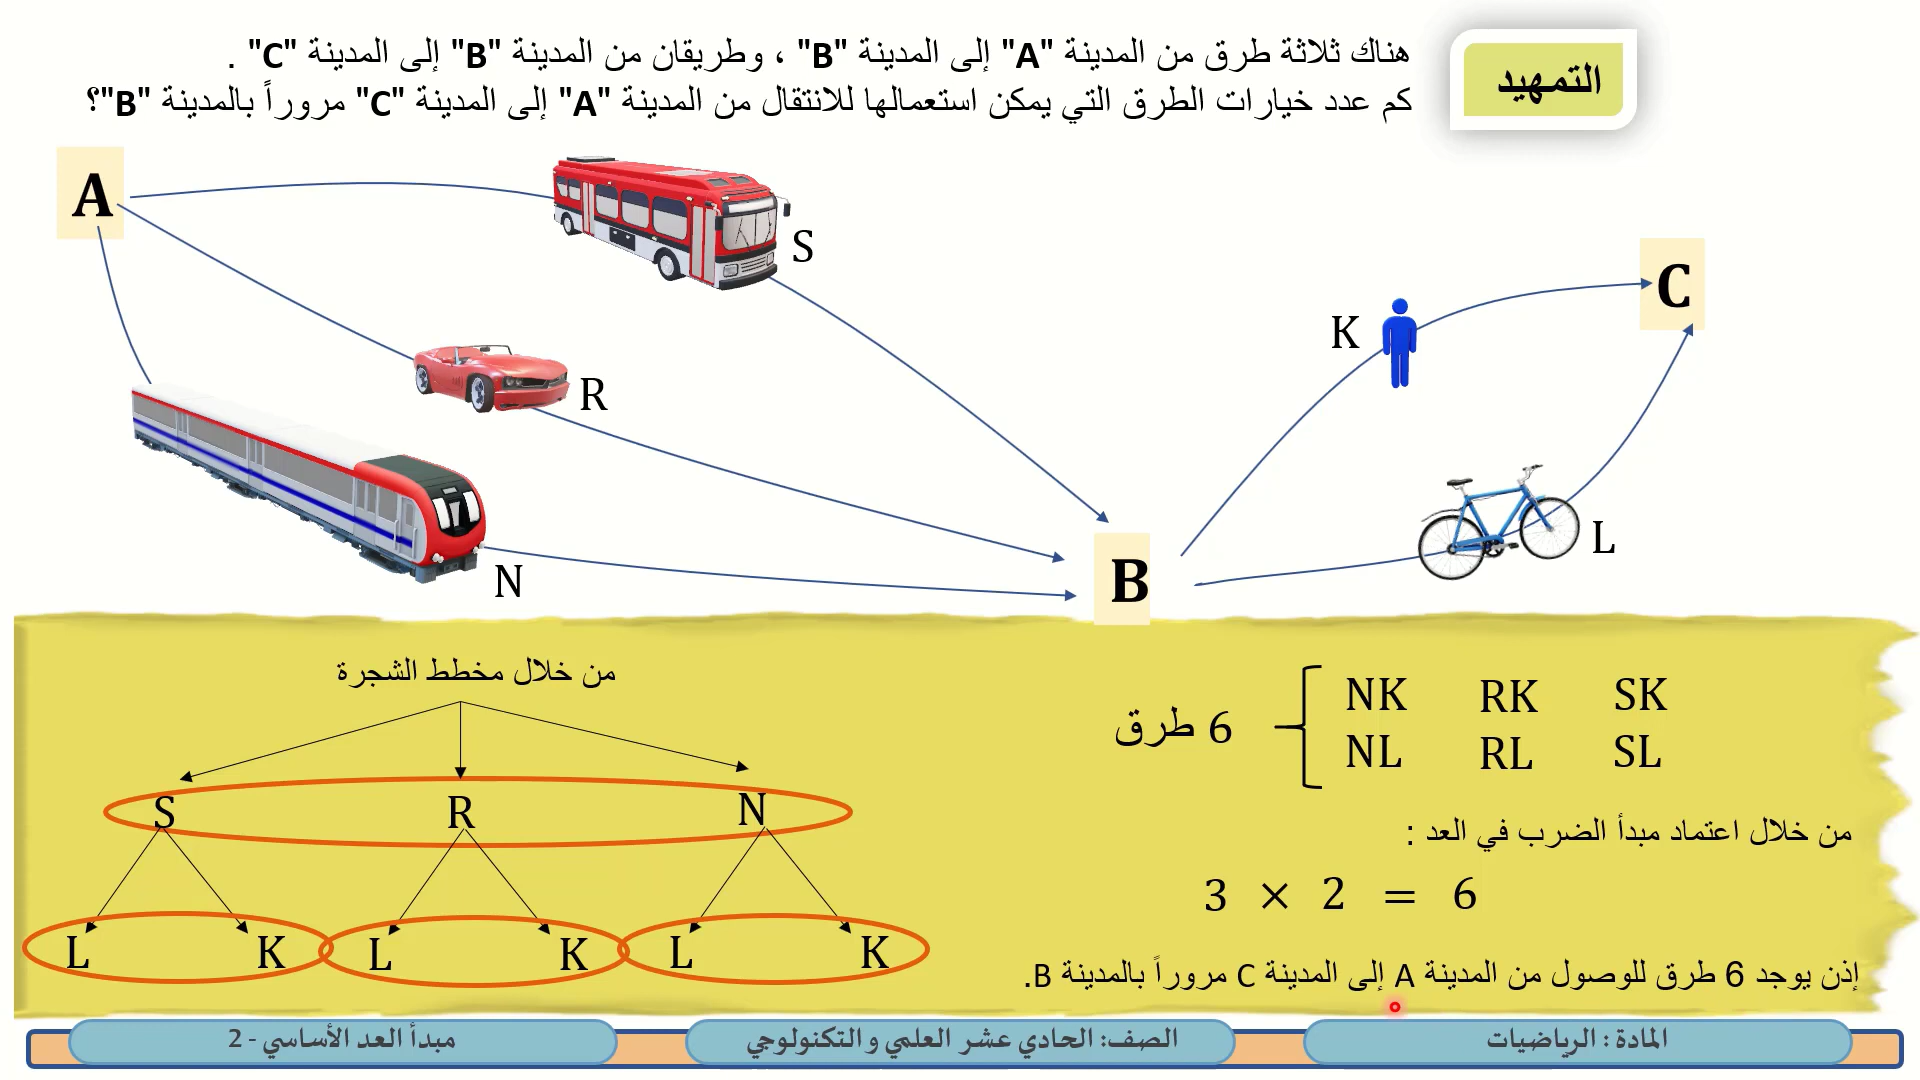 التمهيد
هناك ثلاثة طرق من المدينة "A" إلى المدينة "B" ، وطريقان من المدينة "B" إلى المدينة "C" .
كم عدد خيارات الطرق التي يمكن استعمالها للانتقال من المدينة "A" إلى المدينة "C" مروراً بالمدينة "B"؟
A
S
C
K
R
L
N
B
من خلال مخطط الشجرة
S R N
L K L K L K
6 طرق
NK RK SK
NL RL SL
من خلال اعتماد مبدأ الضرب في العد :
3 × 2 = 6
إذن يوجد 6 طرق للوصول من المدينة A إلى المدينة C مروراً بالمدينة B.
المادة : الرياضيات
الصف: الحادي عشر العلمي و التكنولوجي
مبدأ العد الأساسي - 2